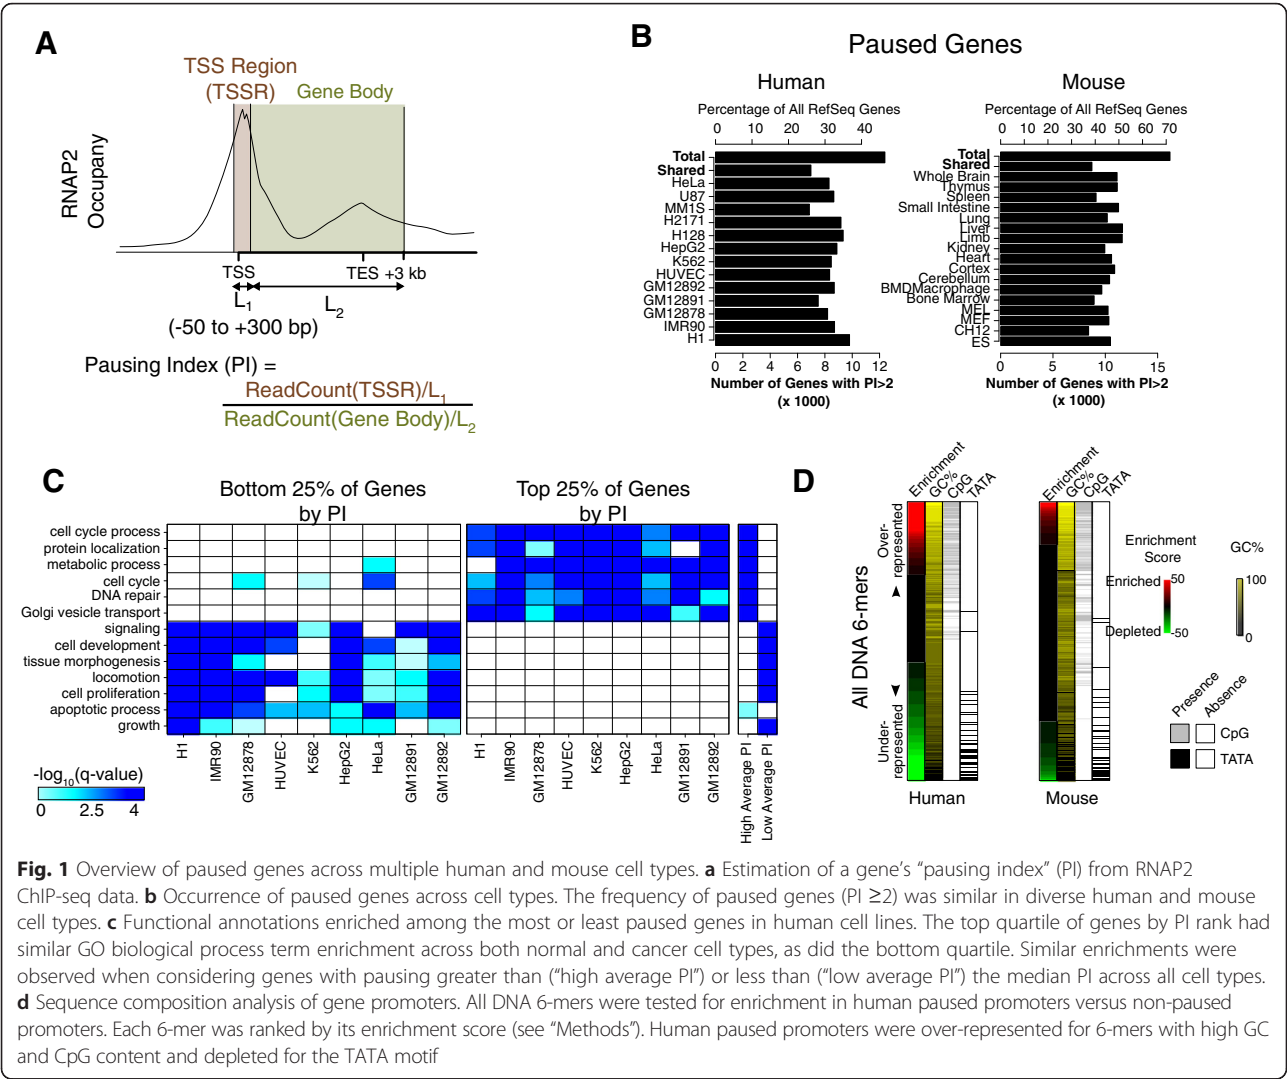 A
TSS Region
(TSSR)
Gene Body
RNAP2
Occupany
TSS
TES +3 kb
L1
L2
(-50 to +300 bp)
Pausing Index (PI) =
ReadCount(TSSR)/L1
ReadCount(Gene Body)/L2
B
Paused Genes
Human
Percentage of All RefSeq Genes
0 10 20 30 40
Total
Shared
HeLa
U87
MM1S
H2171
H128
HepG2
K562
HUVEC
GM12892
GM12891
GM12878
IMR90
H1
0 2 4 6 8 10 12
Number of Genes with PI>2
(x 1000)
Mouse
Percentage of All RefSeq Genes
0 10 20 30 40 50 60 70
Total
Shared
Whole Brain
Thymus
Spleen
Small Intestine
Lung
Liver
Limb
Kidney
Heart
Cortex
Cerebellum
BMDMacrophage
Bone Marrow
MEL
MEF
CH12
ES
0 5 10 15
Number of Genes with PI>2
(x 1000)
C
Bottom 25% of Genes
by PI
Top 25% of Genes
by PI
cell cycle process
protein localization
metabolic process
cell cycle
DNA repair
Golgi vesicle transport
signaling
cell development
tissue morphogenesis
locomotion
cell proliferation
apoptotic process
growth
H1 IMR90 GM12878 HUVEC K562 HepG2 HeLa GM12891 GM12892
H1 IMR90 GM12878 HUVEC K562 HepG2 HeLa GM12891 GM12892
High Average PI Low Average PI
-log10(q-value)
0 2.5 4
D
Enrichment GC% CpG TATA
Enrichment GC% CpG TATA
All DNA 6-mers
Over-
represented
Under-
represented
Human
Mouse
Enrichment
Score
Enriched 50
Depleted -50
GC%
100
0
Presence Absence
CpG
TATA
Fig. 1 Overview of paused genes across multiple human and mouse cell types. a Estimation of a gene's “pausing index” (PI) from RNAP2
ChIP-seq data. b Occurrence of paused genes across cell types. The frequency of paused genes (PI ≥2) was similar in diverse human and mouse
cell types. c Functional annotations enriched among the most or least paused genes in human cell lines. The top quartile of genes by PI rank had
similar GO biological process term enrichment across both normal and cancer cell types, as did the bottom quartile. Similar enrichments were
observed when considering genes with pausing greater than (“high average PI”) or less than (“low average PI”) the median PI across all cell types.
d Sequence composition analysis of gene promoters. All DNA 6-mers were tested for enrichment in human paused promoters versus non-paused
promoters. Each 6-mer was ranked by its enrichment score (see “Methods”). Human paused promoters were over-represented for 6-mers with high GC
and CpG content and depleted for the TATA motif